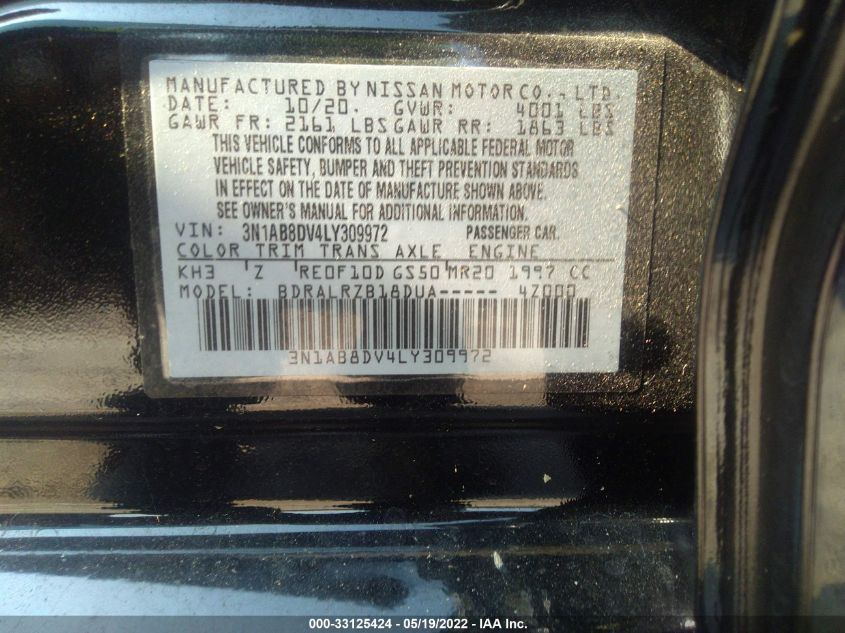 MANUFACTURED BY NISSAN MOTOR CO., LTD.
DATE: 10/20. GVWR: 4001 LBS
GAWR FR: 2161 LBS GAWR RR: 1863 LBS
THIS VEHICLE CONFORMS TO ALL APPLICABLE FEDERAL MOTOR
VEHICLE SAFETY, BUMPER AND THEFT PREVENTION STANDARDS
IN EFFECT ON THE DATE OF MANUFACTURE SHOWN ABOVE.
SEE OWNER'S MANUAL FOR ADDITIONAL INFORMATION.
VIN: 3N1AB8DV4LY309972 PASSENGER CAR.
COLOR TRIM TRANS AXLE ENGINE
KH3 Z RE0F10D GS50 MR20 1997 CC
MODEL: BDRALRZB18DUA----- 4Z000
3N1AB8DV4LY309972
000-33125424 - 05/19/2022 - IAA Inc.